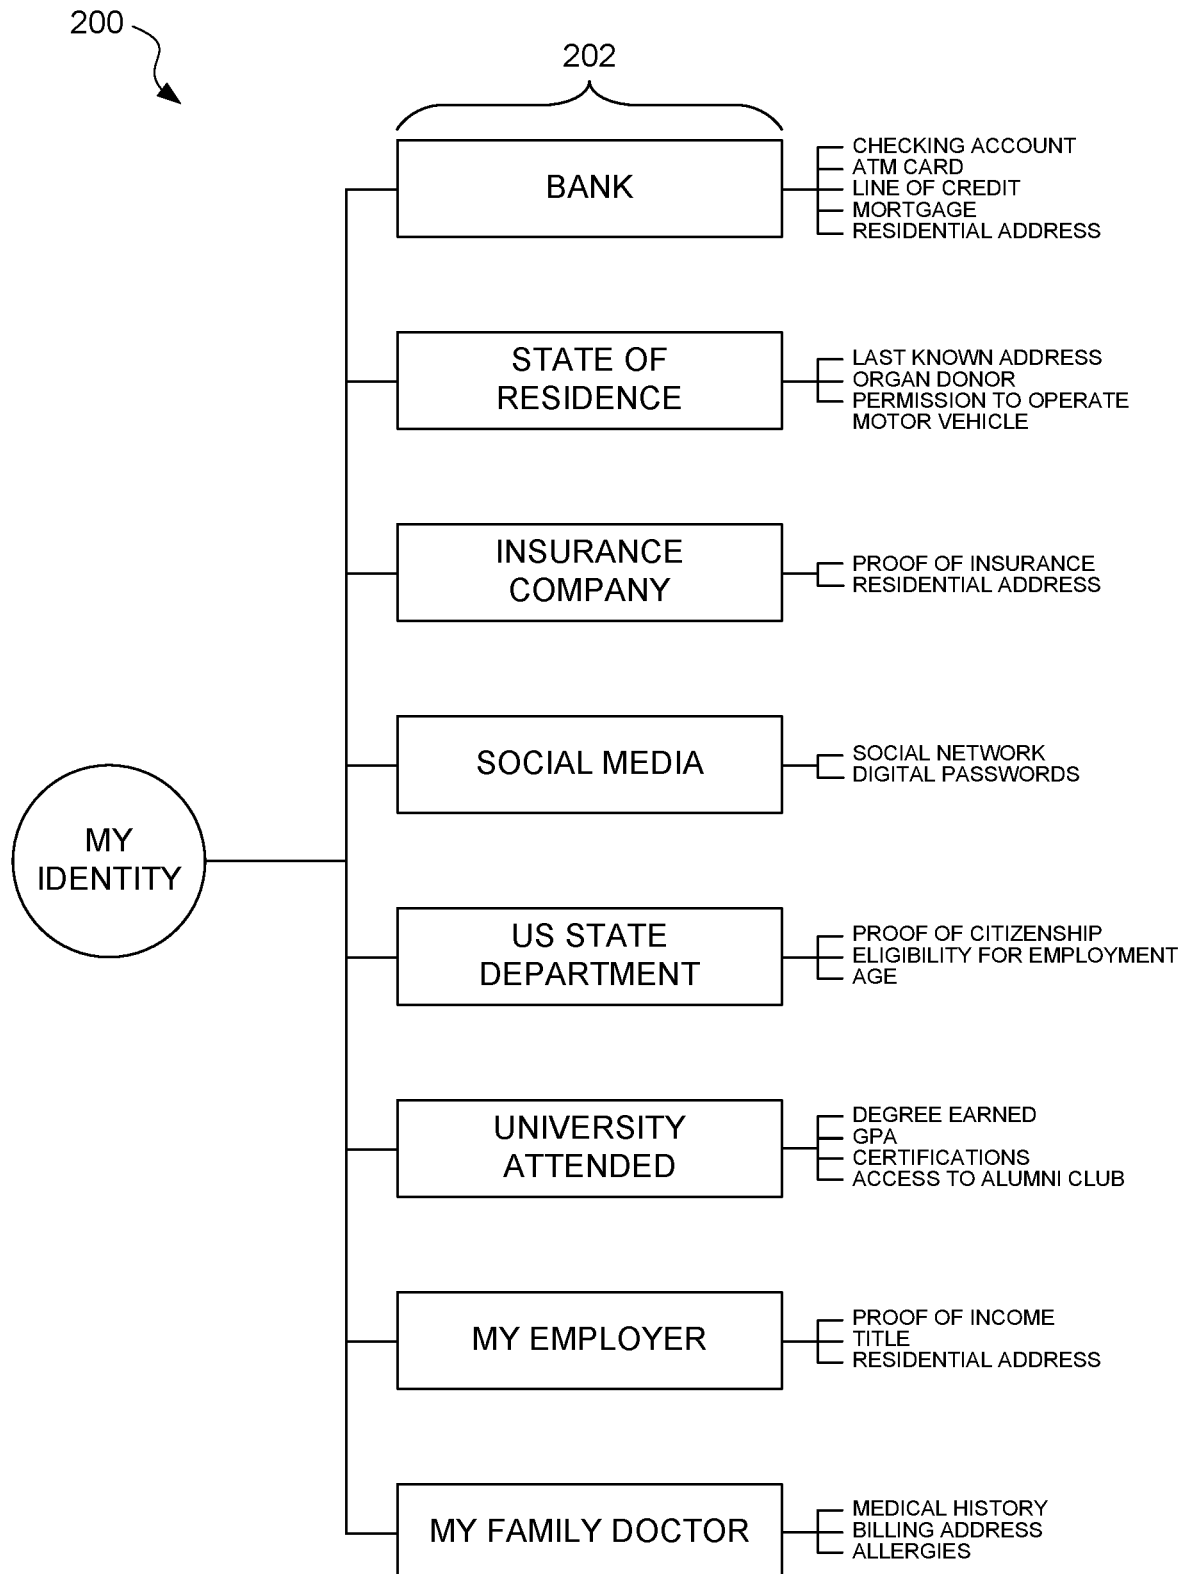 200
202
BANK
CHECKING ACCOUNT
ATM CARD
LINE OF CREDIT
MORTGAGE
RESIDENTIAL ADDRESS
STATE OF
RESIDENCE
LAST KNOWN ADDRESS
ORGAN DONOR
PERMISSION TO OPERATE
MOTOR VEHICLE
INSURANCE
COMPANY
PROOF OF INSURANCE
RESIDENTIAL ADDRESS
SOCIAL MEDIA
SOCIAL NETWORK
DIGITAL PASSWORDS
MY
IDENTITY
US STATE
DEPARTMENT
PROOF OF CITIZENSHIP
ELIGIBILITY FOR EMPLOYMENT
AGE
UNIVERSITY
ATTENDED
DEGREE EARNED
GPA
CERTIFICATIONS
ACCESS TO ALUMNI CLUB
MY EMPLOYER
PROOF OF INCOME
TITLE
RESIDENTIAL ADDRESS
MY FAMILY DOCTOR
MEDICAL HISTORY
BILLING ADDRESS
ALLERGIES